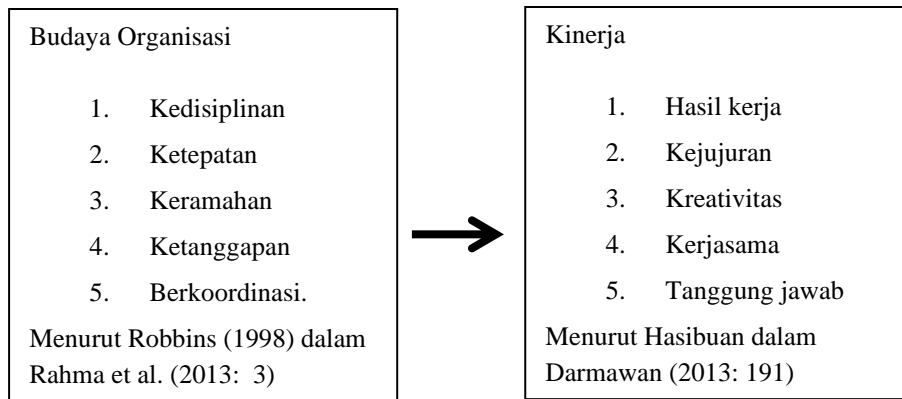 Budaya Organisasi
1. Kedisiplinan
2. Ketepatan
3. Keramahan
4. Ketanggapan
5. Berkoordinasi.
Menurut Robbins (1998) dalam
Rahma et al. (2013: 3)
Kinerja
1. Hasil kerja
2. Kejujuran
3. Kreativitas
4. Kerjasama
5. Tanggung jawab
Menurut Hasibuan dalam
Darmawan (2013: 191)